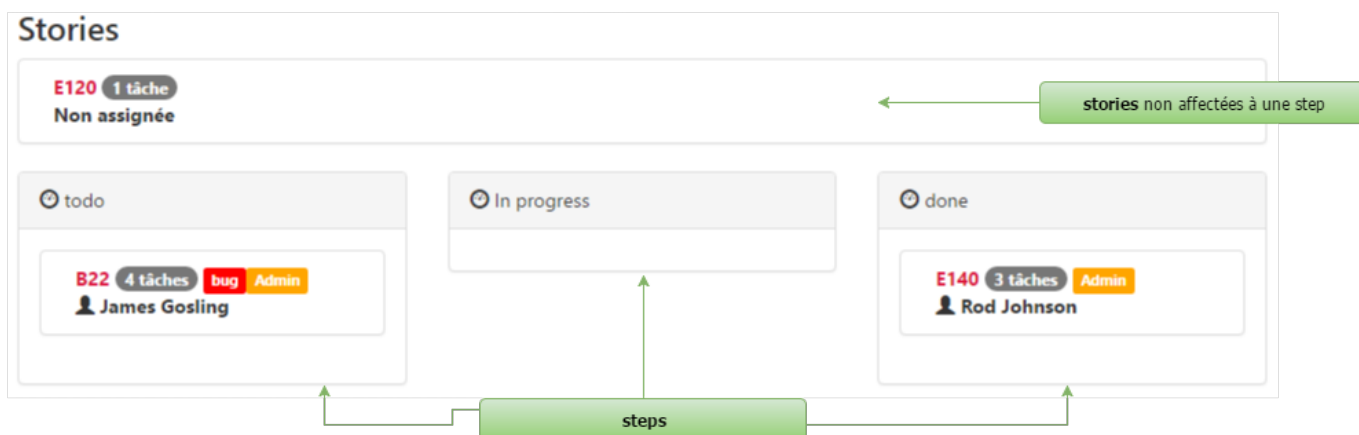 Stories
E120 1 tâche
Non assignée
stories non affectées à une step
todo
In progress
done
B22 4 tâches bug Admin
James Gosling
E140 3 tâches Admin
Rod Johnson
steps